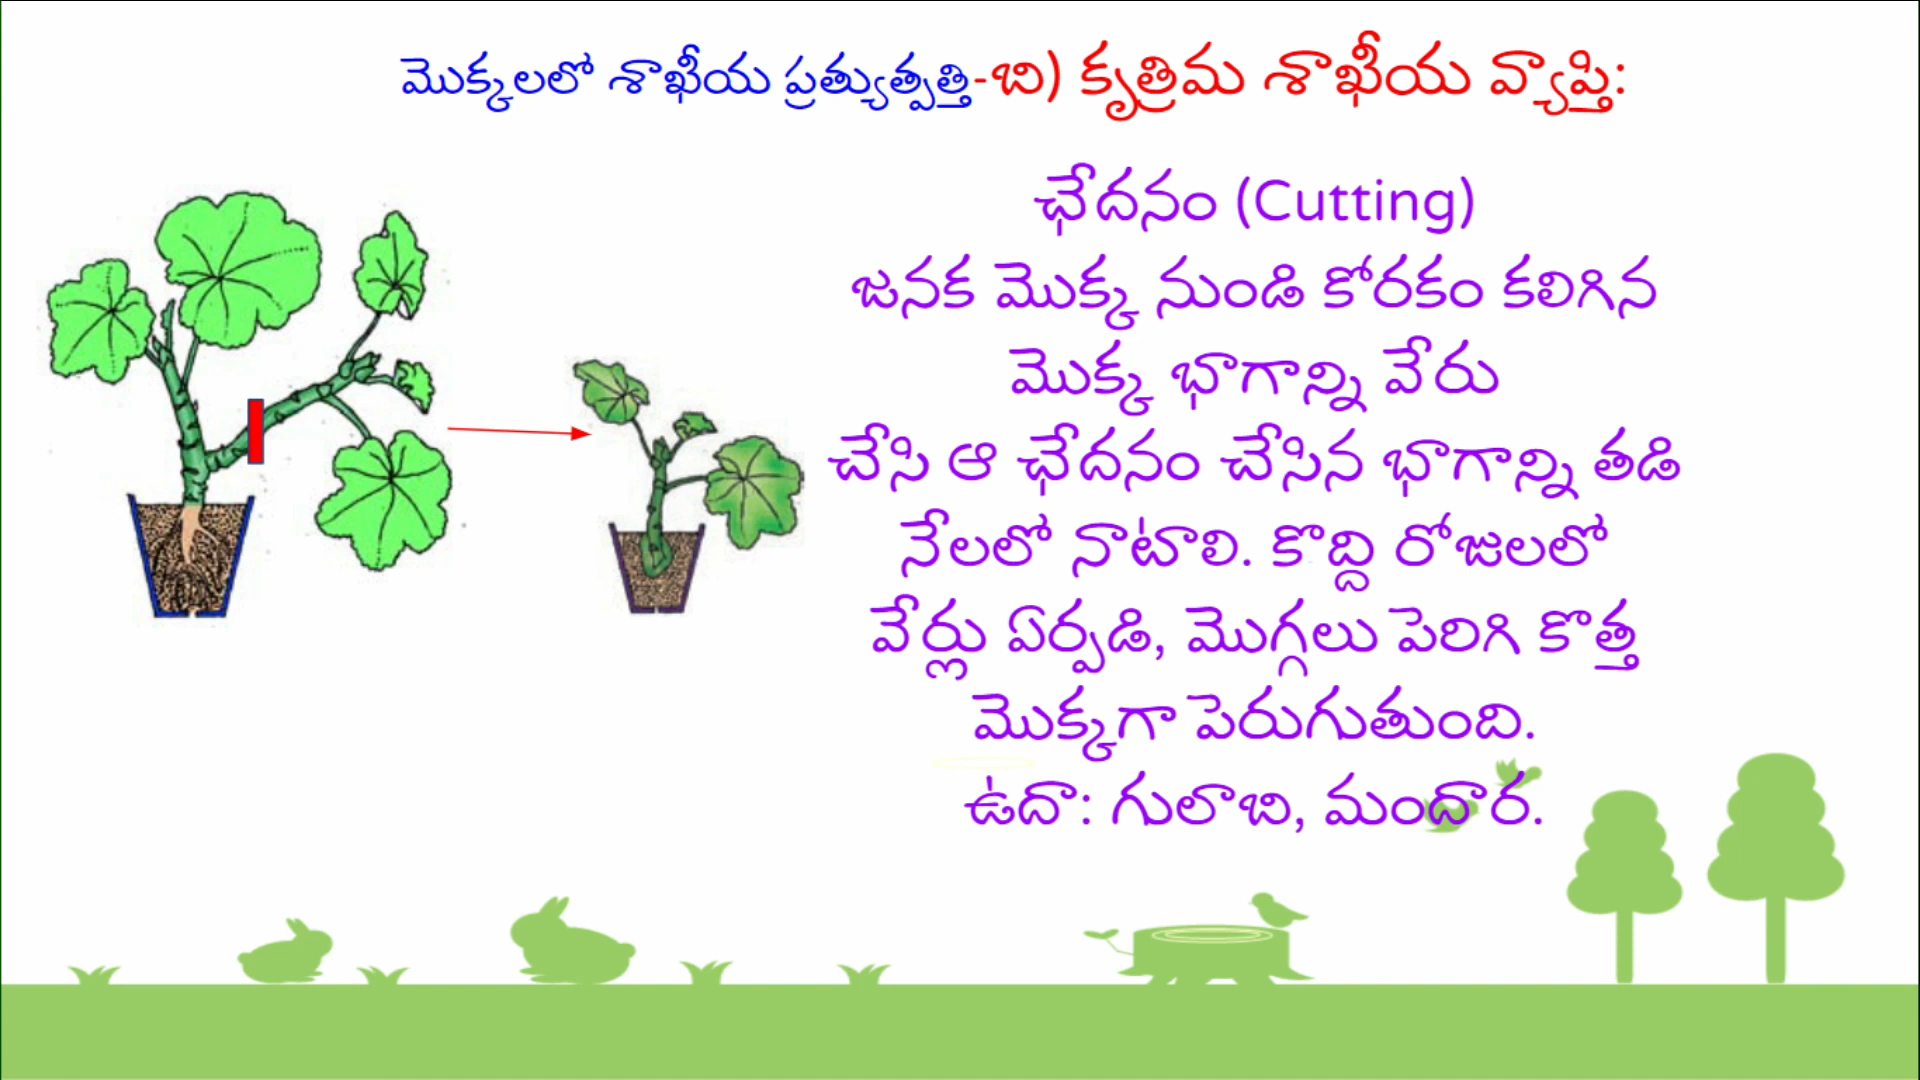 మొక్కలలో శాఖీయ ప్రత్యుత్పత్తి-బి) కృత్రిమ శాఖీయ వ్యాప్తి:
ఛేదనం (Cutting)
జనక మొక్క నుండి కోరకం కలిగిన
మొక్క భాగాన్ని వేరు
చేసి ఆ ఛేదనం చేసిన భాగాన్ని తడి
నేలలో నాటాలి. కొద్ది రోజులలో
వేర్లు ఏర్పడి, మొగ్గలు పెరిగి కొత్త
మొక్కగా పెరుగుతుంది.
ఉదా: గులాబి, మందార.